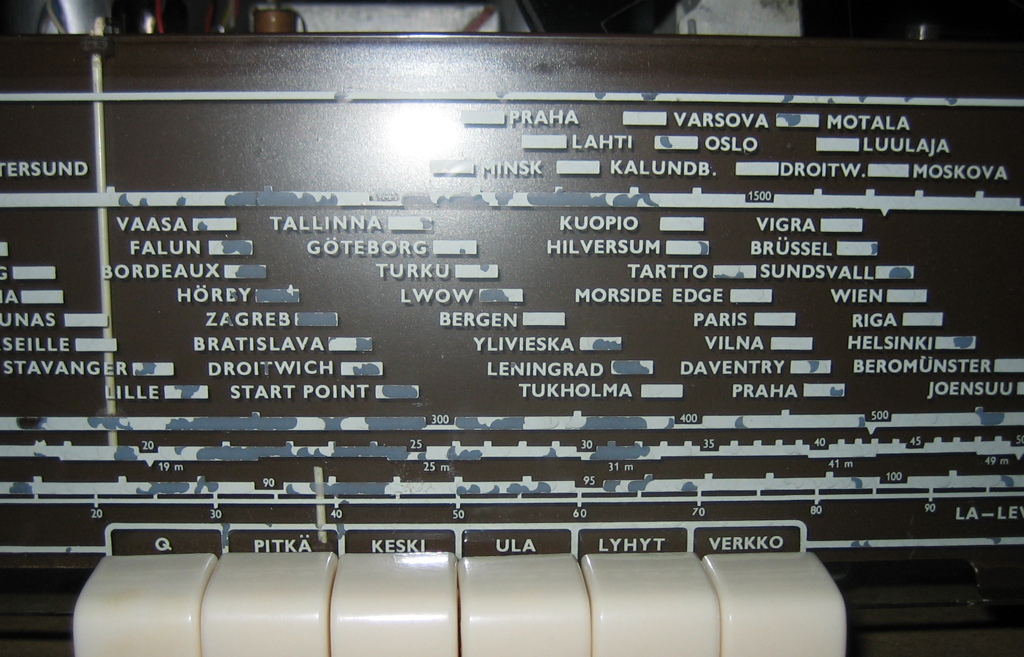 PRAHA VARSOVA MOTALA
LAHTI OSLO LUULAJA
TERSUND MINSK KALUNDB. DROITW. MOSKOVA
1500
VAASA TALLINNA KUOPIO VIGRA
FALUN GÖTEBORG HILVERSUM BRÜSSEL
G BORDEAUX TURKU TARTTO SUNDSVALL
IA HÖRBY LWOW MORSIDE EDGE WIEN
UNAS ZAGREB BERGEN PARIS RIGA
SEILLE BRATISLAVA YLIVIESKA VILNA HELSINKI
STAVANGER DROITWICH LENINGRAD DAVENTRY BEROMÜNSTER
LILLE START POINT TUKHOLMA PRAHA JOENSUU
300 400 500
20 25 30 35 40 45
19 m 25 m 31 m 41 m 49 m
90 95 100
20 30 40 50 60 70 80 90 LA-LEV
Q PITKÄ KESKI ULA LYHYT VERKKO